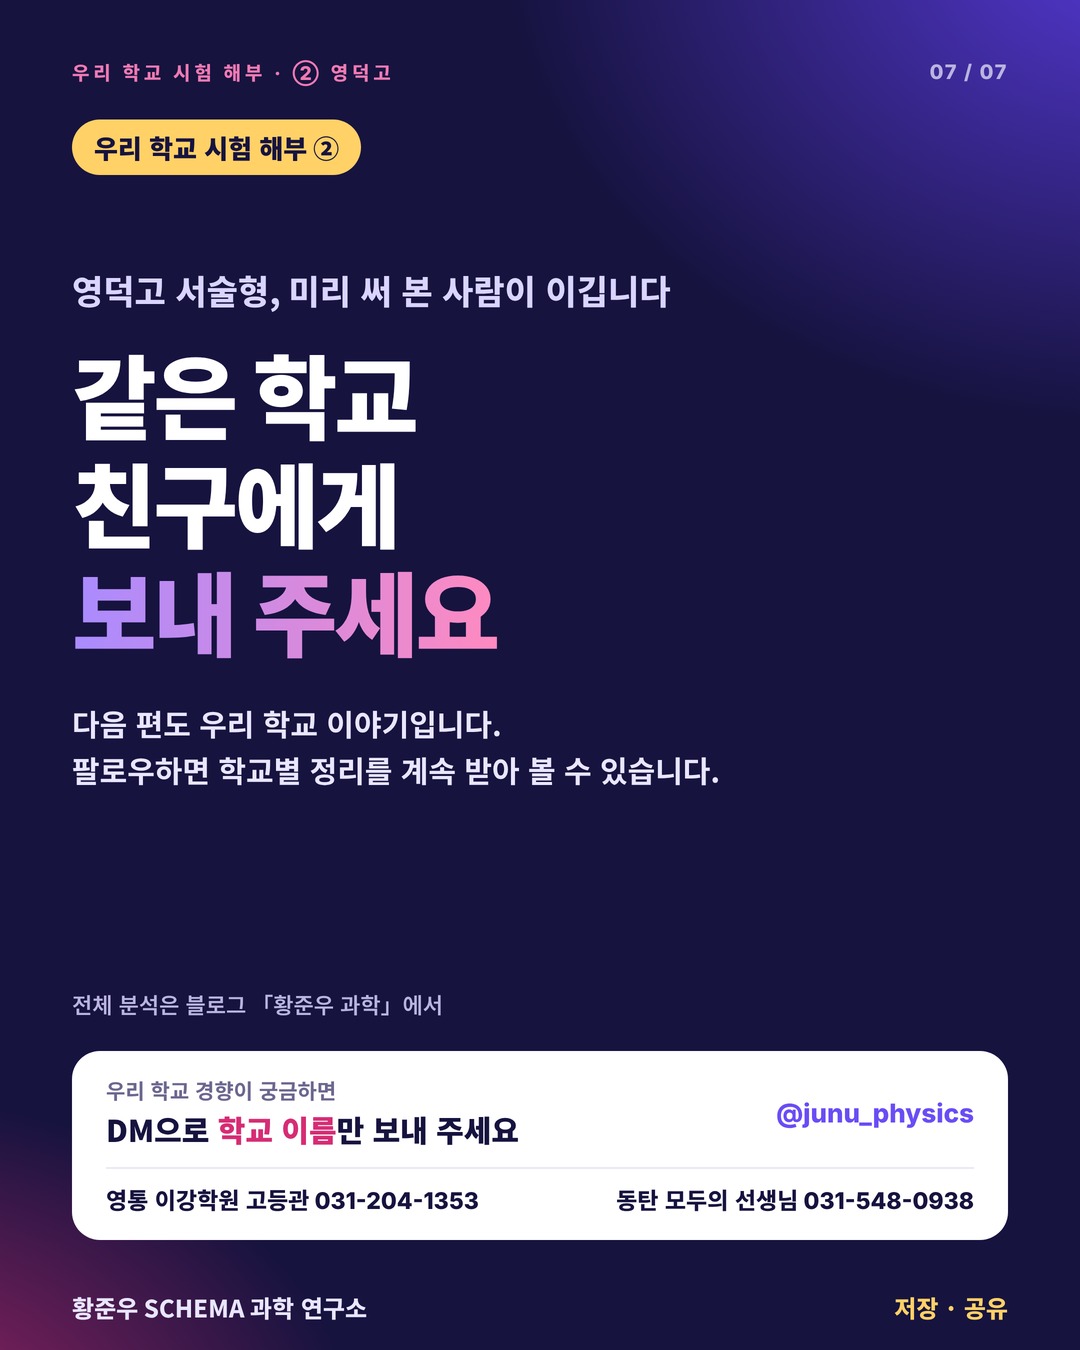 우리 학교 시험 해부 · ② 영덕고
07 / 07
우리 학교 시험 해부 ②
영덕고 서술형, 미리 써 본 사람이 이깁니다
같은 학교
친구에게
보내 주세요
다음 편도 우리 학교 이야기입니다.
팔로우하면 학교별 정리를 계속 받아 볼 수 있습니다.
전체 분석은 블로그 「황준우 과학」에서
우리 학교 경향이 궁금하면
DM으로 학교 이름만 보내 주세요
@junu_physics
영통 이강학원 고등관 031-204-1353
동탄 모두의 선생님 031-548-0938
황준우 SCHEMA 과학 연구소
저장 · 공유